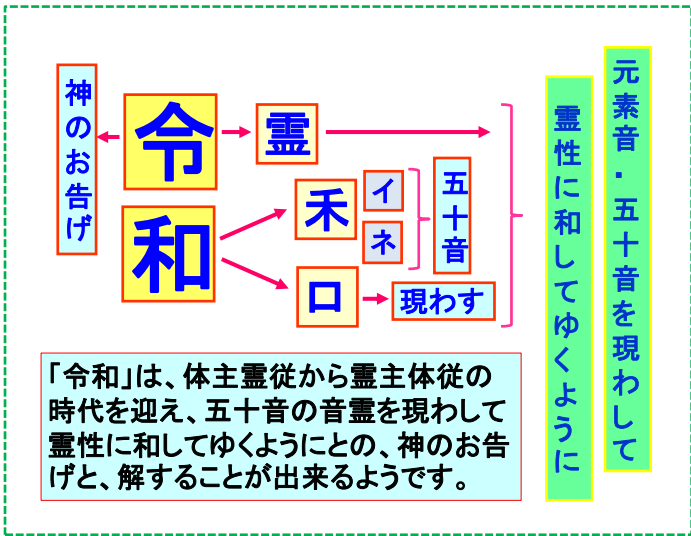 元素音・五十音を現わして
霊性に和してゆくように
神のお告げ
令
霊
和
禾
イ
ネ
五十音
口
現わす
「令和」は、体主霊従から霊主体従の
時代を迎え、五十音の音霊を現わして
霊性に和してゆくようにとの、神のお告
げと、解することが出来るようです。